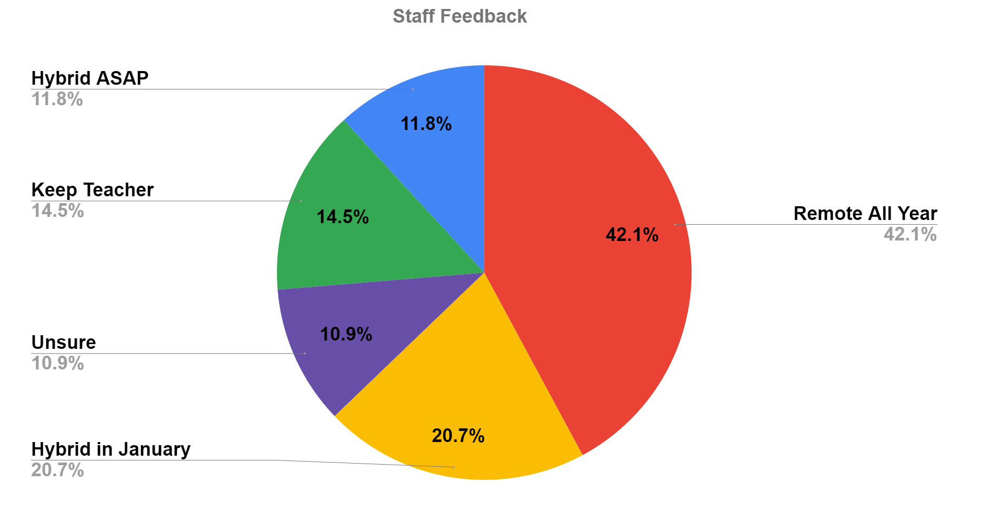 Staff Feedback
Hybrid ASAP
11.8%
11.8%
Keep Teacher
14.5%
14.5%
Remote All Year
42.1%
42.1%
Unsure
10.9%
10.9%
Hybrid in January
20.7%
20.7%